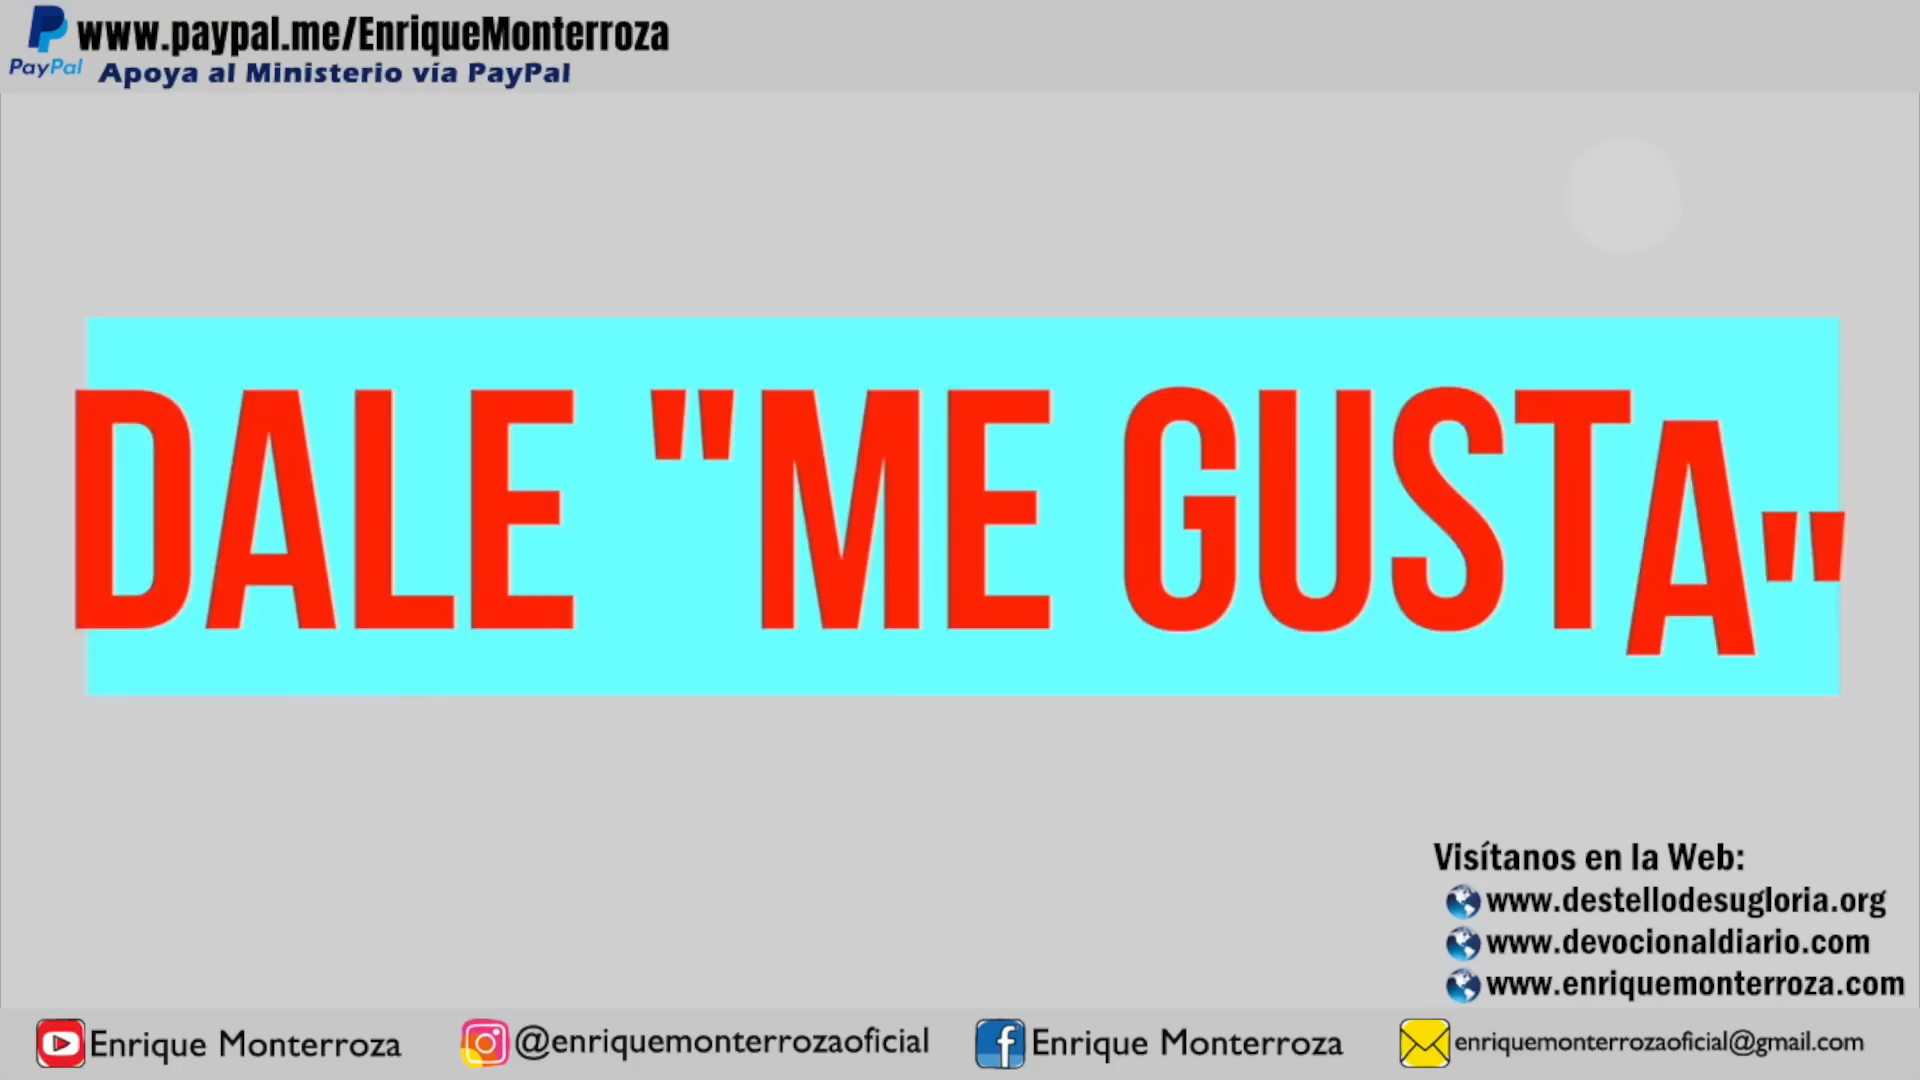 www.paypal.me/EnriqueMonterroza
PayPal
Apoya al Ministerio vía PayPal
DALE "ME GUSTA"
Visítanos en la Web:
www.destellodesugloria.org
www.devocionaldiario.com
www.enriquemonterroza.com
Enrique Monterroza
@enriquemonterrozaoficial
Enrique Monterroza
enriquemonterrozaoficial@gmail.com